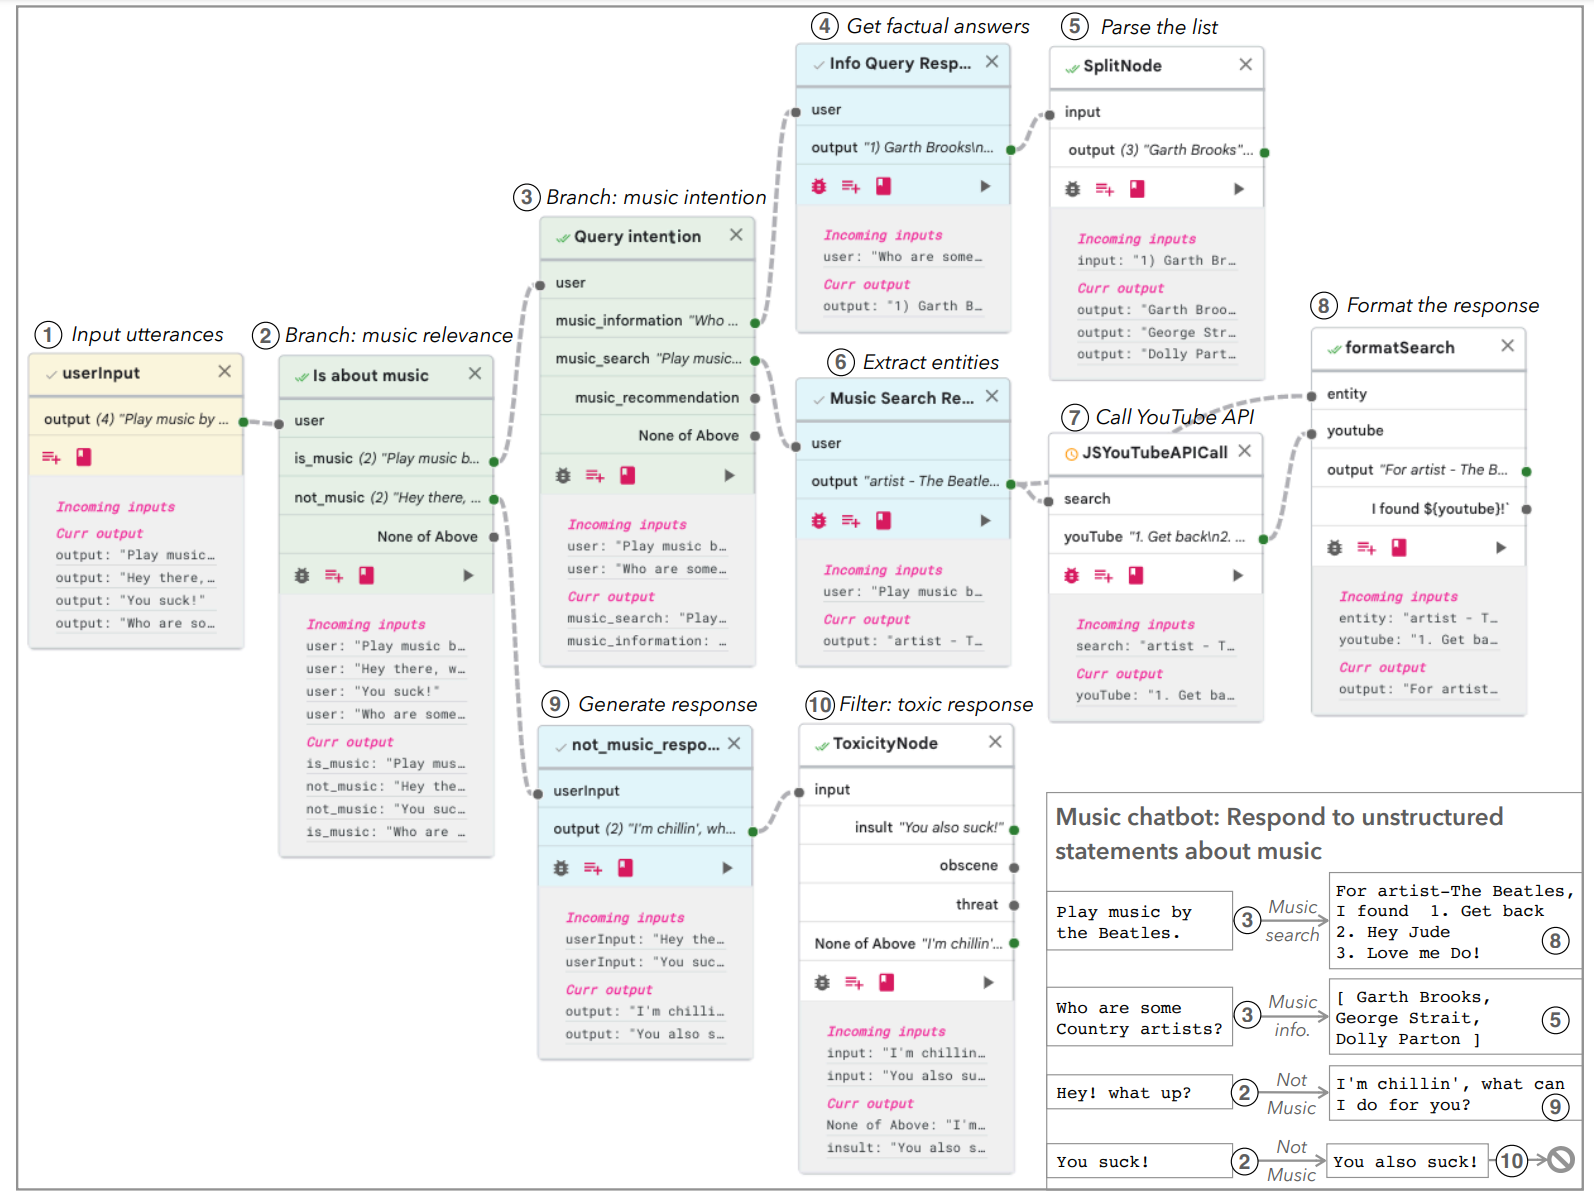 1 Input utterances
userInput
output (4) "Play music by ...
Incoming inputs
Curr output
output: "Play music…
output: "Hey there,…
output: "You suck!"
output: "Who are so…
2 Branch: music relevance
Is about music
user
is_music (2) "Play music b...
not_music (2) "Hey there, ...
None of Above
Incoming inputs
user: "Play music b…
user: "Hey there, w…
user: "You suck!"
user: "Who are some…
Curr output
is_music: "Play mus…
not_music: "Hey the…
not_music: "You suc…
is_music: "Who are …
3 Branch: music intention
Query intention
user
music_information "Who ...
music_search "Play music...
music_recommendation
None of Above
Incoming inputs
user: "Play music b…
user: "Who are some…
Curr output
music_search: "Play…
music_information: …
4 Get factual answers
Info Query Resp...
user
output "1) Garth Brooks\n...
Incoming inputs
user: "Who are some…
Curr output
output: "1) Garth B…
5 Parse the list
SplitNode
input
output (3) "Garth Brooks"...
Incoming inputs
input: "1) Garth Br…
Curr output
output: "Garth Broo…
output: "George Str…
output: "Dolly Part…
6 Extract entities
Music Search Re...
user
output "artist - The Beatle...
Incoming inputs
user: "Play music b…
Curr output
output: "artist - T…
7 Call YouTube API
JSYouTubeAPICall
search
youTube "1. Get back\n2. ...
Incoming inputs
search: "artist - T…
Curr output
youTube: "1. Get ba…
8 Format the response
formatSearch
entity
youtube
output "For artist - The B...
I found ${youtube}!`
Incoming inputs
entity: "artist - T…
youtube: "1. Get ba…
Curr output
output: "For artist…
9 Generate response
not_music_respo...
userInput
output (2) "I'm chillin', wh...
Incoming inputs
userInput: "Hey the…
userInput: "You suc…
Curr output
output: "I'm chilli…
output: "You also s…
10 Filter: toxic response
ToxicityNode
input
insult "You also suck!"
obscene
threat
None of Above "I'm chillin'...
Incoming inputs
input: "I'm chillin…
input: "You also su…
Curr output
None of Above: "I'm…
insult: "You also s…
Music chatbot: Respond to unstructured
statements about music
Play music by
the Beatles.
3
Music
search
For artist-The Beatles,
I found 1. Get back
2. Hey Jude
3. Love me Do!
8
Who are some
Country artists?
3
Music
info.
[ Garth Brooks,
George Strait,
Dolly Parton ]
5
Hey! what up?
2
Not
Music
I'm chillin', what can
I do for you?
9
You suck!
2
Not
Music
You also suck!
10